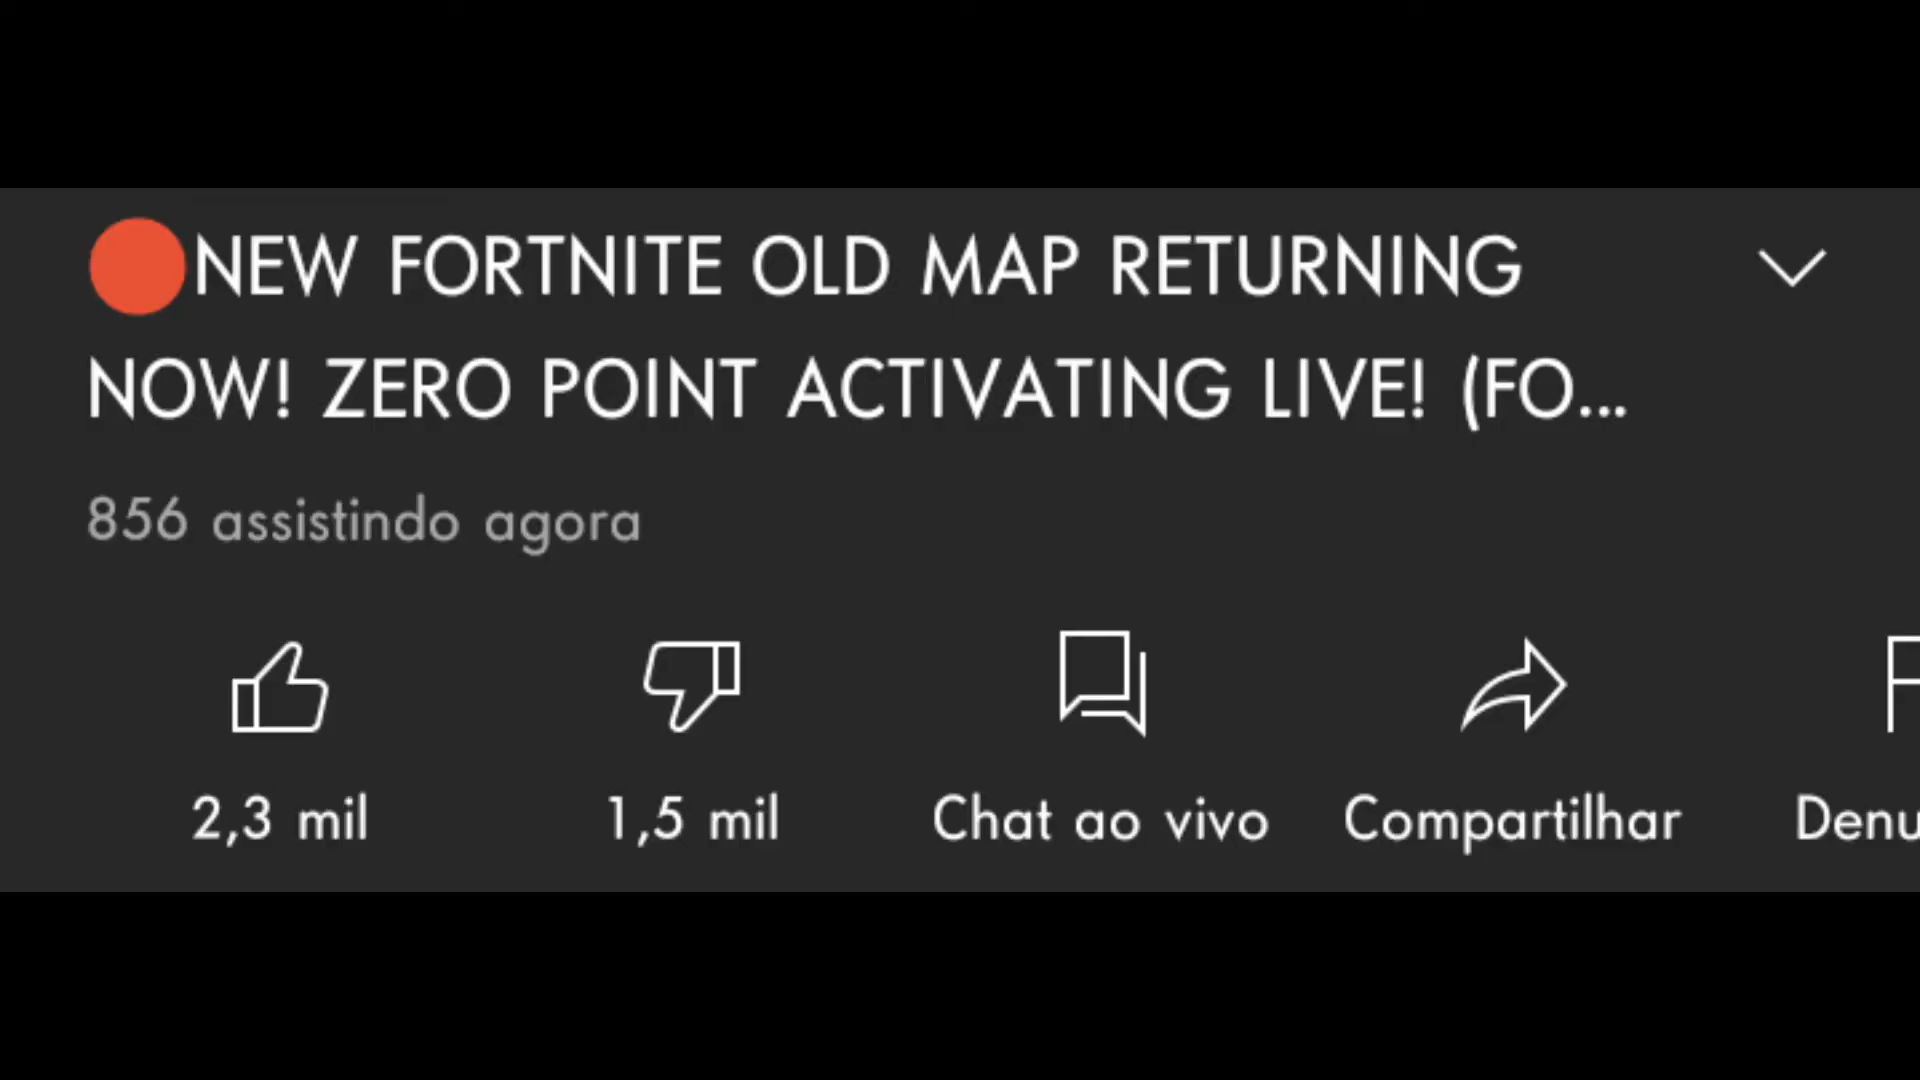 🔴NEW FORTNITE OLD MAP RETURNING
NOW! ZERO POINT ACTIVATING LIVE! (FO...
856 assistindo agora
2,3 mil
1,5 mil
Chat ao vivo
Compartilhar
Denu